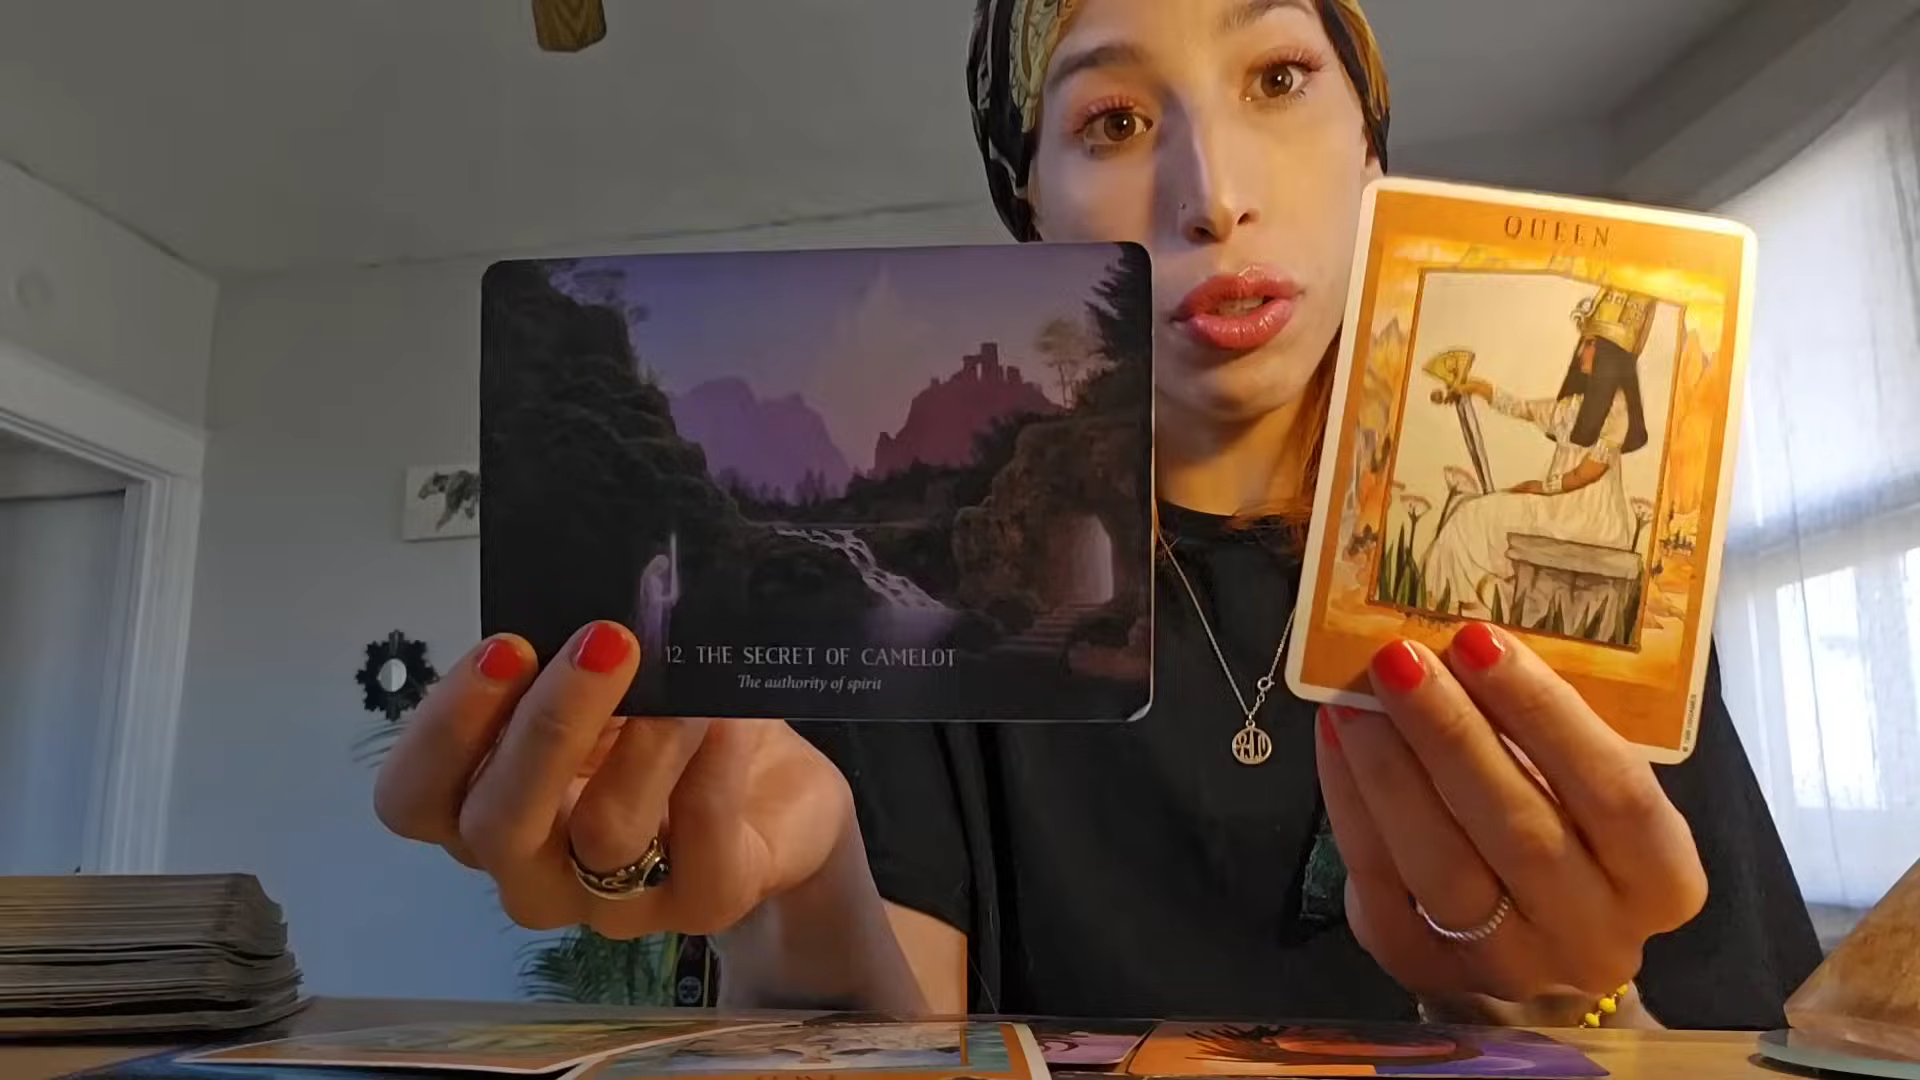 12. THE SECRET OF CAMELOT
The authority of spirit
QUEEN